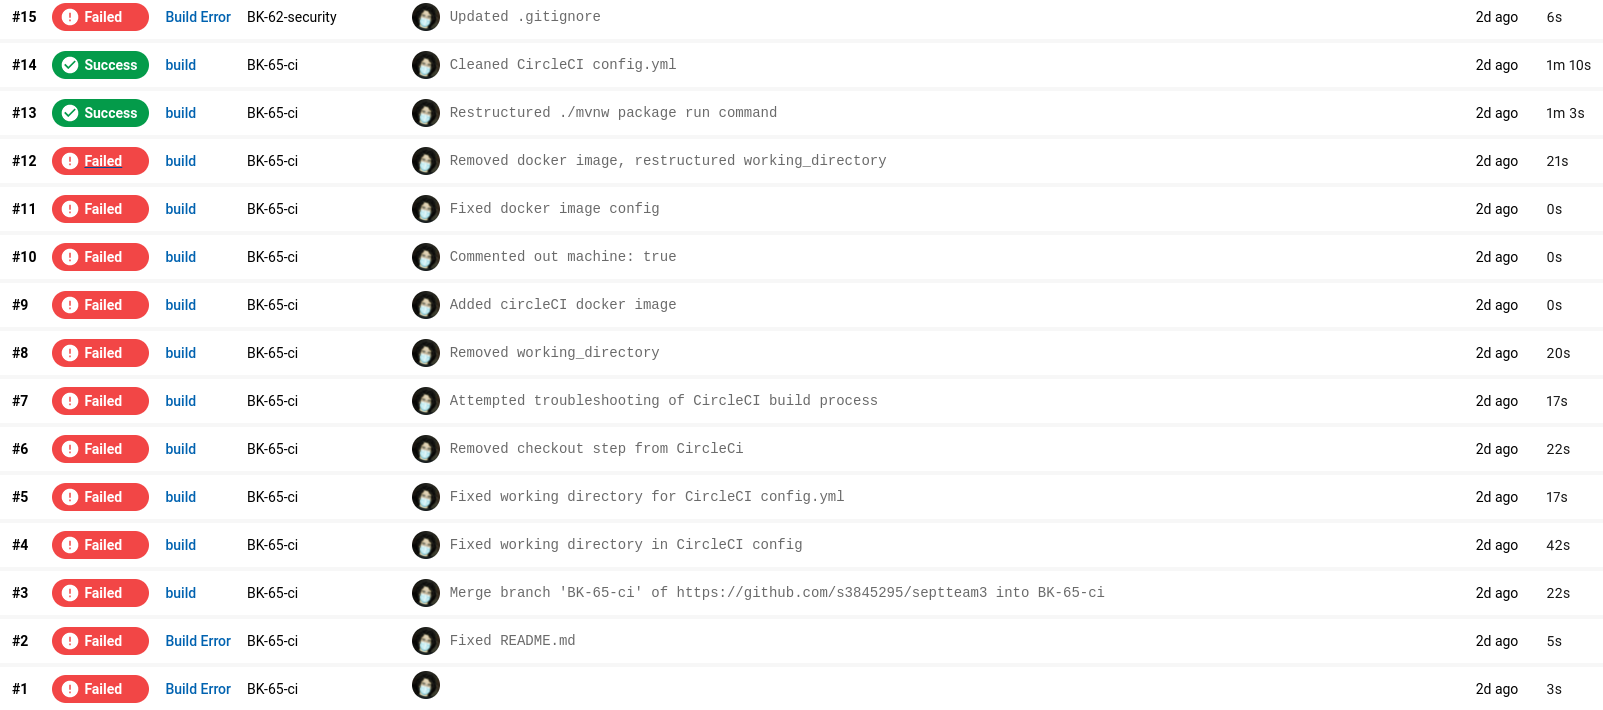 #15 Failed Build Error BK-62-security Updated .gitignore 2d ago 6s
#14 Success build BK-65-ci Cleaned CircleCI config.yml 2d ago 1m 10s
#13 Success build BK-65-ci Restructured ./mvnw package run command 2d ago 1m 3s
#12 Failed build BK-65-ci Removed docker image, restructured working_directory 2d ago 21s
#11 Failed build BK-65-ci Fixed docker image config 2d ago 0s
#10 Failed build BK-65-ci Commented out machine: true 2d ago 0s
#9 Failed build BK-65-ci Added circleCI docker image 2d ago 0s
#8 Failed build BK-65-ci Removed working_directory 2d ago 20s
#7 Failed build BK-65-ci Attempted troubleshooting of CircleCI build process 2d ago 17s
#6 Failed build BK-65-ci Removed checkout step from CircleCi 2d ago 22s
#5 Failed build BK-65-ci Fixed working directory for CircleCI config.yml 2d ago 17s
#4 Failed build BK-65-ci Fixed working directory in CircleCI config 2d ago 42s
#3 Failed build BK-65-ci Merge branch 'BK-65-ci' of https://github.com/s3845295/septteam3 into BK-65-ci 2d ago 22s
#2 Failed Build Error BK-65-ci Fixed README.md 2d ago 5s
#1 Failed Build Error BK-65-ci 2d ago 3s